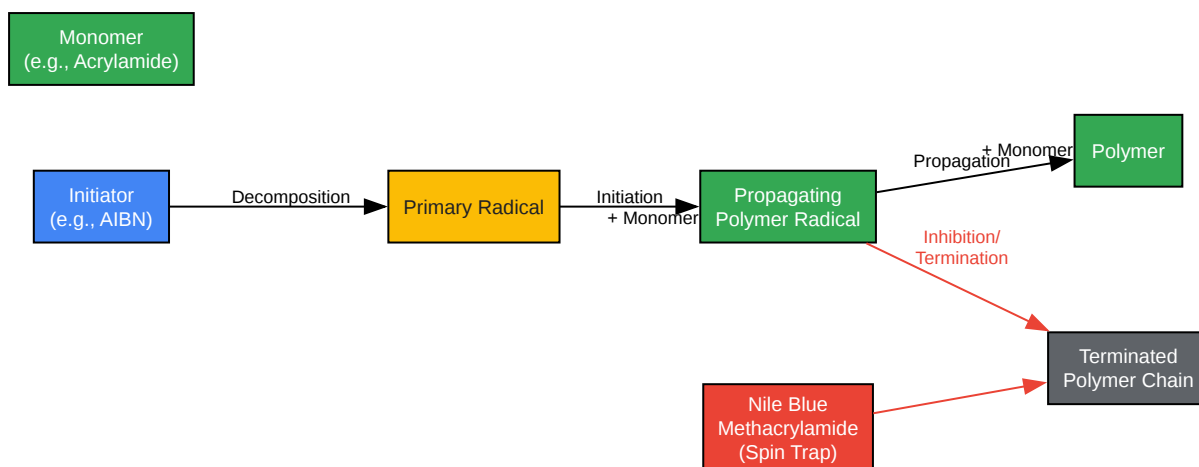 Monomer
(e.g., Acrylamide)
Initiator
(e.g., AIBN)
Decomposition
Primary Radical
Initiation
+ Monomer
Propagating
Polymer Radical
Propagation
+ Monomer
Polymer
Inhibition/
Termination
Terminated
Polymer Chain
Nile Blue
Methacrylamide
(Spin Trap)